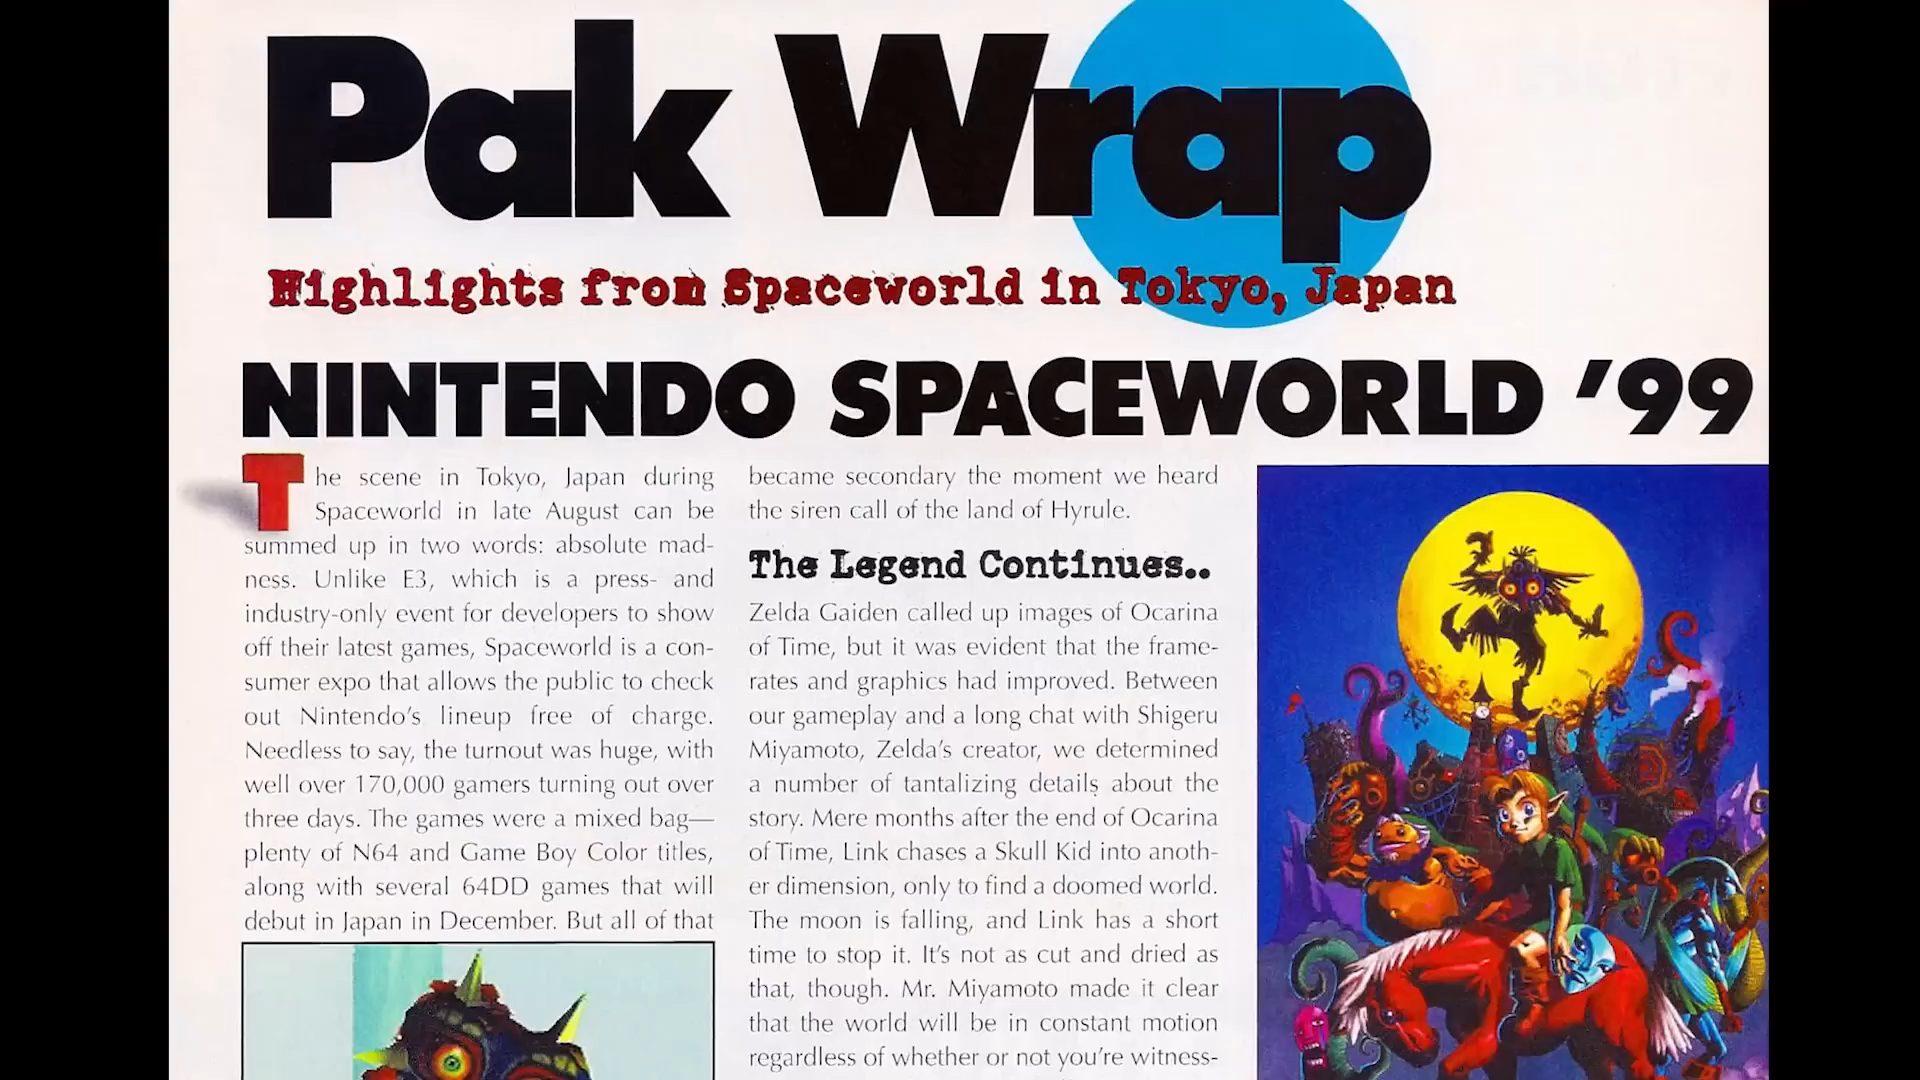 Pak Wrap
Highlights from Spaceworld in Tokyo, Japan
NINTENDO SPACEWORLD '99
The scene in Tokyo, Japan during
Spaceworld in late August can be
summed up in two words: absolute mad-
ness. Unlike E3, which is a press- and
industry-only event for developers to show
off their latest games, Spaceworld is a con-
sumer expo that allows the public to check
out Nintendo's lineup free of charge.
Needless to say, the turnout was huge, with
well over 170,000 gamers turning out over
three days. The games were a mixed bag—
plenty of N64 and Game Boy Color titles,
along with several 64DD games that will
debut in Japan in December. But all of that
became secondary the moment we heard
the siren call of the land of Hyrule.
The Legend Continues..
Zelda Gaiden called up images of Ocarina
of Time, but it was evident that the frame-
rates and graphics had improved. Between
our gameplay and a long chat with Shigeru
Miyamoto, Zelda's creator, we determined
a number of tantalizing details about the
story. Mere months after the end of Ocarina
of Time, Link chases a Skull Kid into anoth-
er dimension, only to find a doomed world.
The moon is falling, and Link has a short
time to stop it. It's not as cut and dried as
that, though. Mr. Miyamoto made it clear
that the world will be in constant motion
regardless of whether or not you're witness-